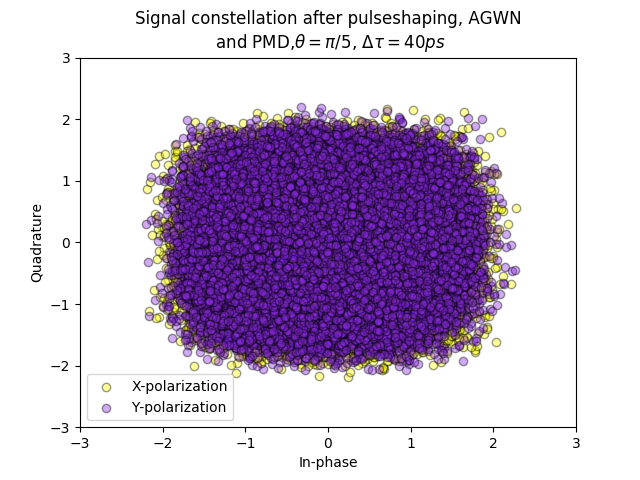 Signal constellation after pulseshaping, AGWN
and PMD,θ = π/5, Δτ = 40ps
3
2
1
0
−1
−2
−3
Quadrature
X-polarization
Y-polarization
−3 −2 −1 0 1 2 3
In-phase